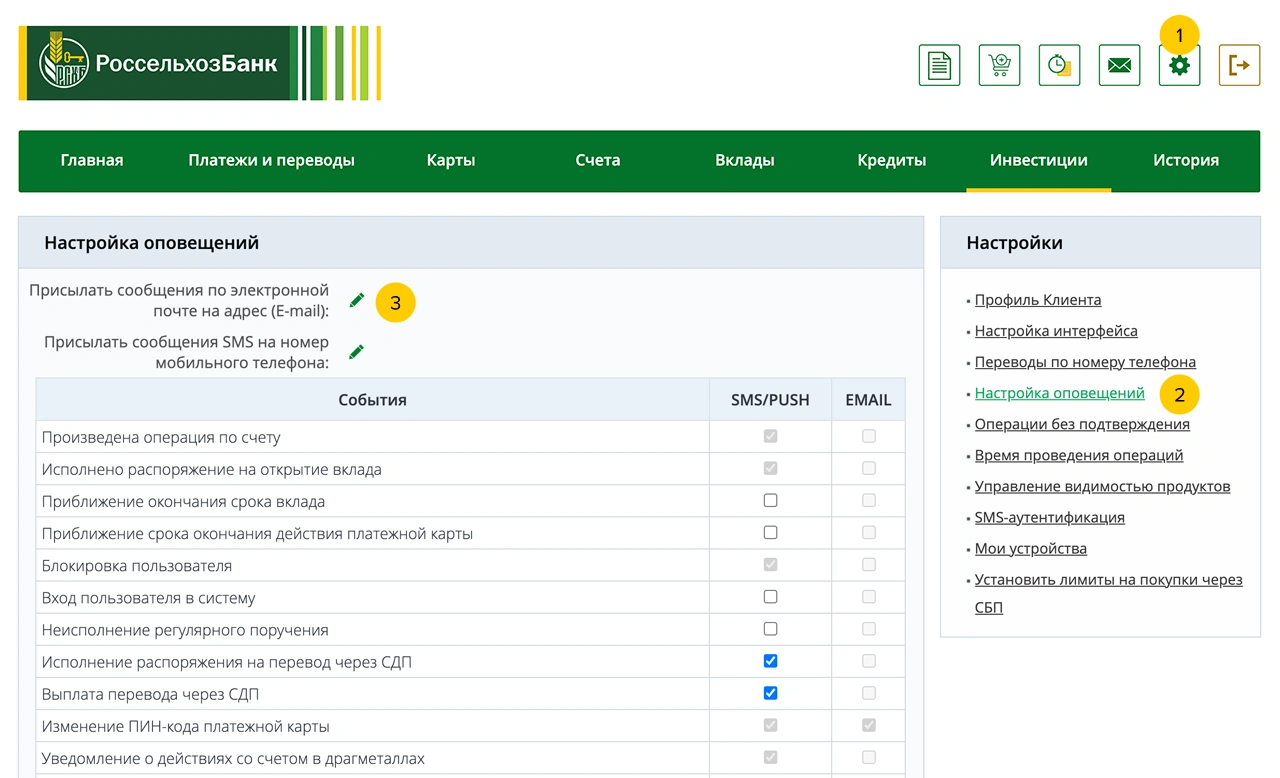 1
РоссельхозБанк
Главная Платежи и переводы Карты Счета Вклады Кредиты Инвестиции История
Настройка оповещений
Присылать сообщения по электронной
почте на адрес (E-mail):
3
Присылать сообщения SMS на номер
мобильного телефона:
События SMS/PUSH EMAIL
Произведена операция по счету
Исполнено распоряжение на открытие вклада
Приближение окончания срока вклада
Приближение срока окончания действия платежной карты
Блокировка пользователя
Вход пользователя в систему
Неисполнение регулярного поручения
Исполнение распоряжения на перевод через СДП
Выплата перевода через СДП
Изменение ПИН-кода платежной карты
Уведомление о действиях со счетом в драгметаллах
Настройки
Профиль Клиента
Настройка интерфейса
Переводы по номеру телефона
Настройка оповещений 2
Операции без подтверждения
Время проведения операций
Управление видимостью продуктов
SMS-аутентификация
Мои устройства
Установить лимиты на покупки через
СБП